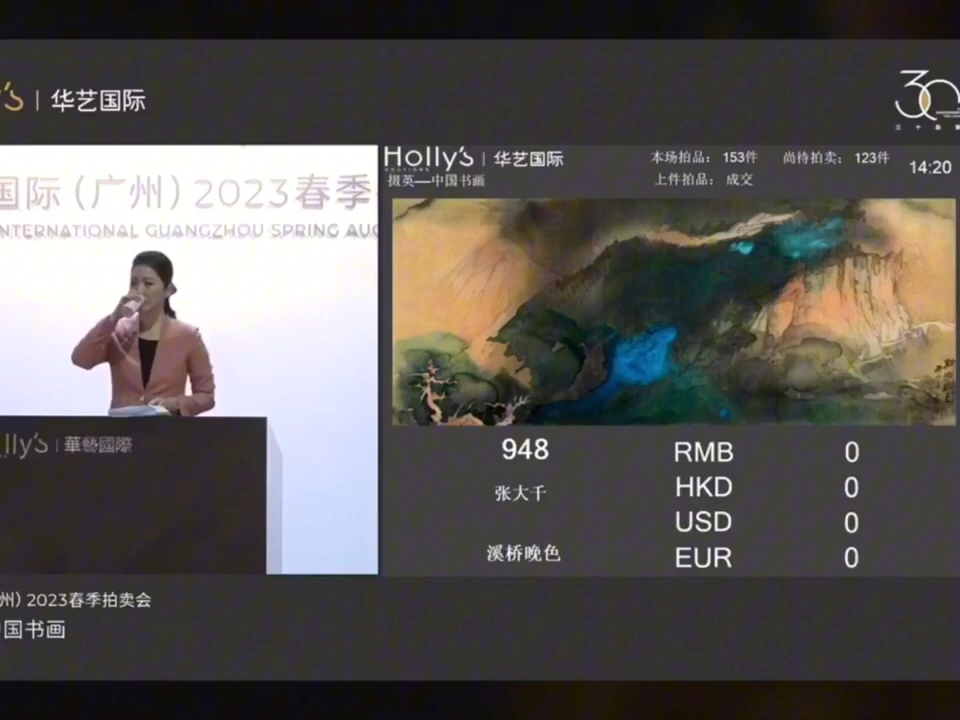 's | 华艺国际
30
国际（广州）2023春季
INTERNATIONAL GUANGZHOU SPRING AUC
lly's | 華藝國際
Holly's | 华艺国际
AUCTIONS
撷英—中国书画
本场拍品： 153件 尚待拍卖： 123件
上件拍品： 成交
14:20
948
张大千
溪桥晚色
RMB 0
HKD 0
USD 0
EUR 0
州）2023春季拍卖会
中国书画